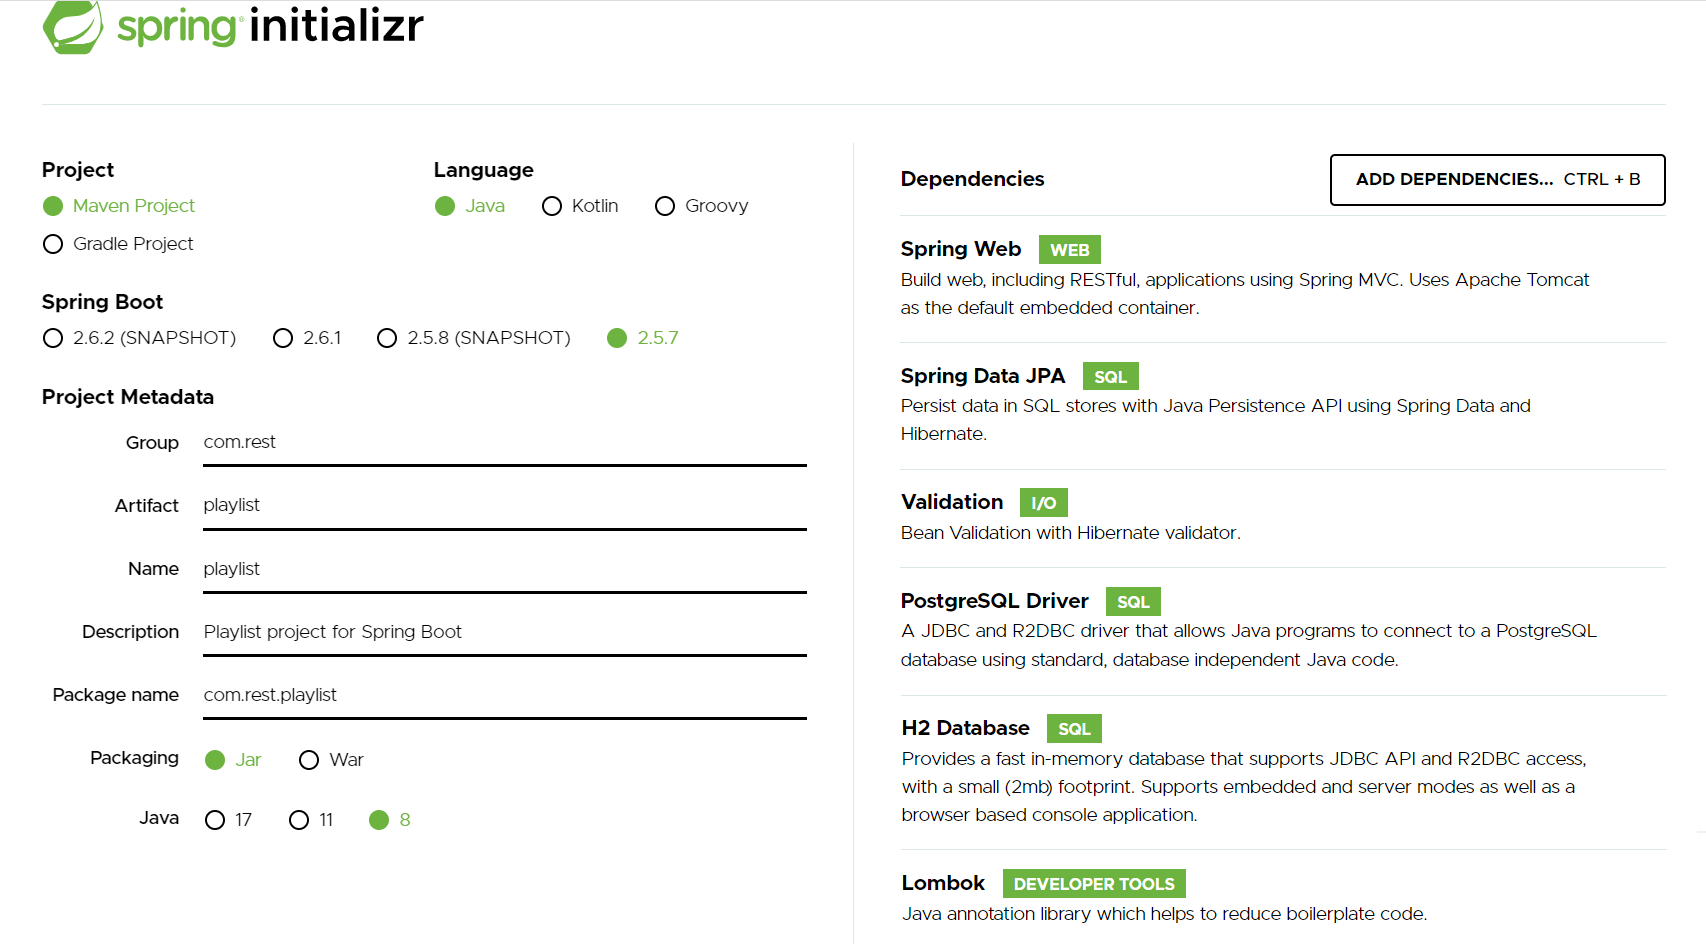 spring initializr
Project
Maven Project
Gradle Project
Language
Java Kotlin Groovy
Spring Boot
2.6.2 (SNAPSHOT) 2.6.1 2.5.8 (SNAPSHOT) 2.5.7
Project Metadata
Group com.rest
Artifact playlist
Name playlist
Description Playlist project for Spring Boot
Package name com.rest.playlist
Packaging Jar War
Java 17 11 8
Dependencies
ADD DEPENDENCIES... CTRL + B
Spring Web WEB
Build web, including RESTful, applications using Spring MVC. Uses Apache Tomcat
as the default embedded container.
Spring Data JPA SQL
Persist data in SQL stores with Java Persistence API using Spring Data and
Hibernate.
Validation I/O
Bean Validation with Hibernate validator.
PostgreSQL Driver SQL
A JDBC and R2DBC driver that allows Java programs to connect to a PostgreSQL
database using standard, database independent Java code.
H2 Database SQL
Provides a fast in-memory database that supports JDBC API and R2DBC access,
with a small (2mb) footprint. Supports embedded and server modes as well as a
browser based console application.
Lombok DEVELOPER TOOLS
Java annotation library which helps to reduce boilerplate code.